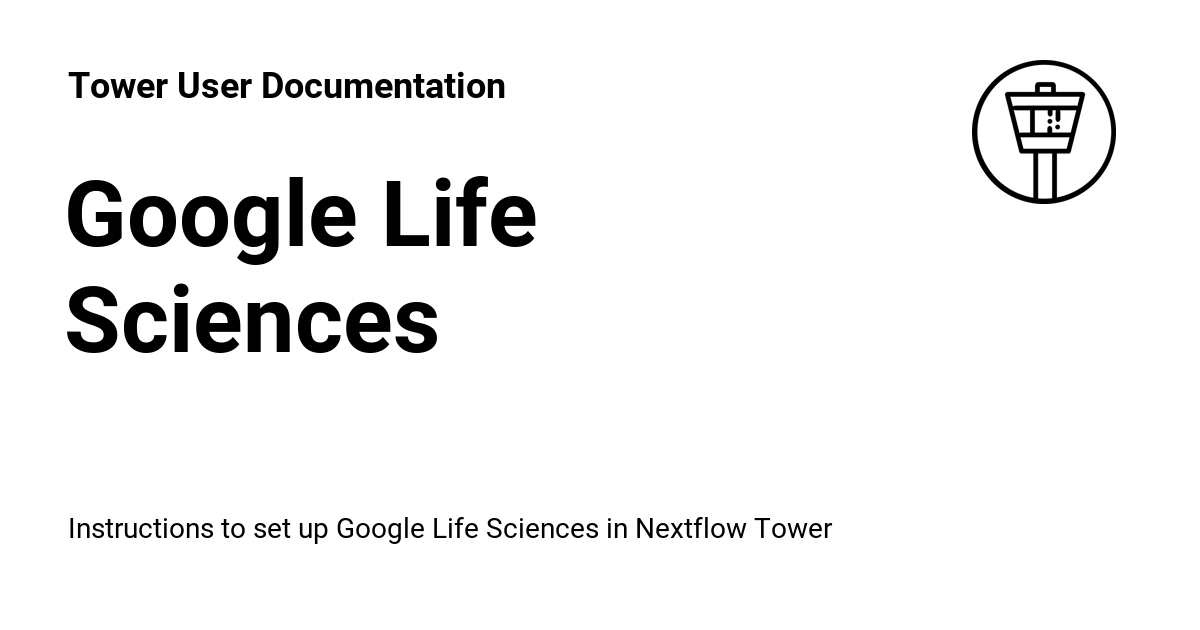 Tower User Documentation
Google Life
Sciences
Instructions to set up Google Life Sciences in Nextflow Tower